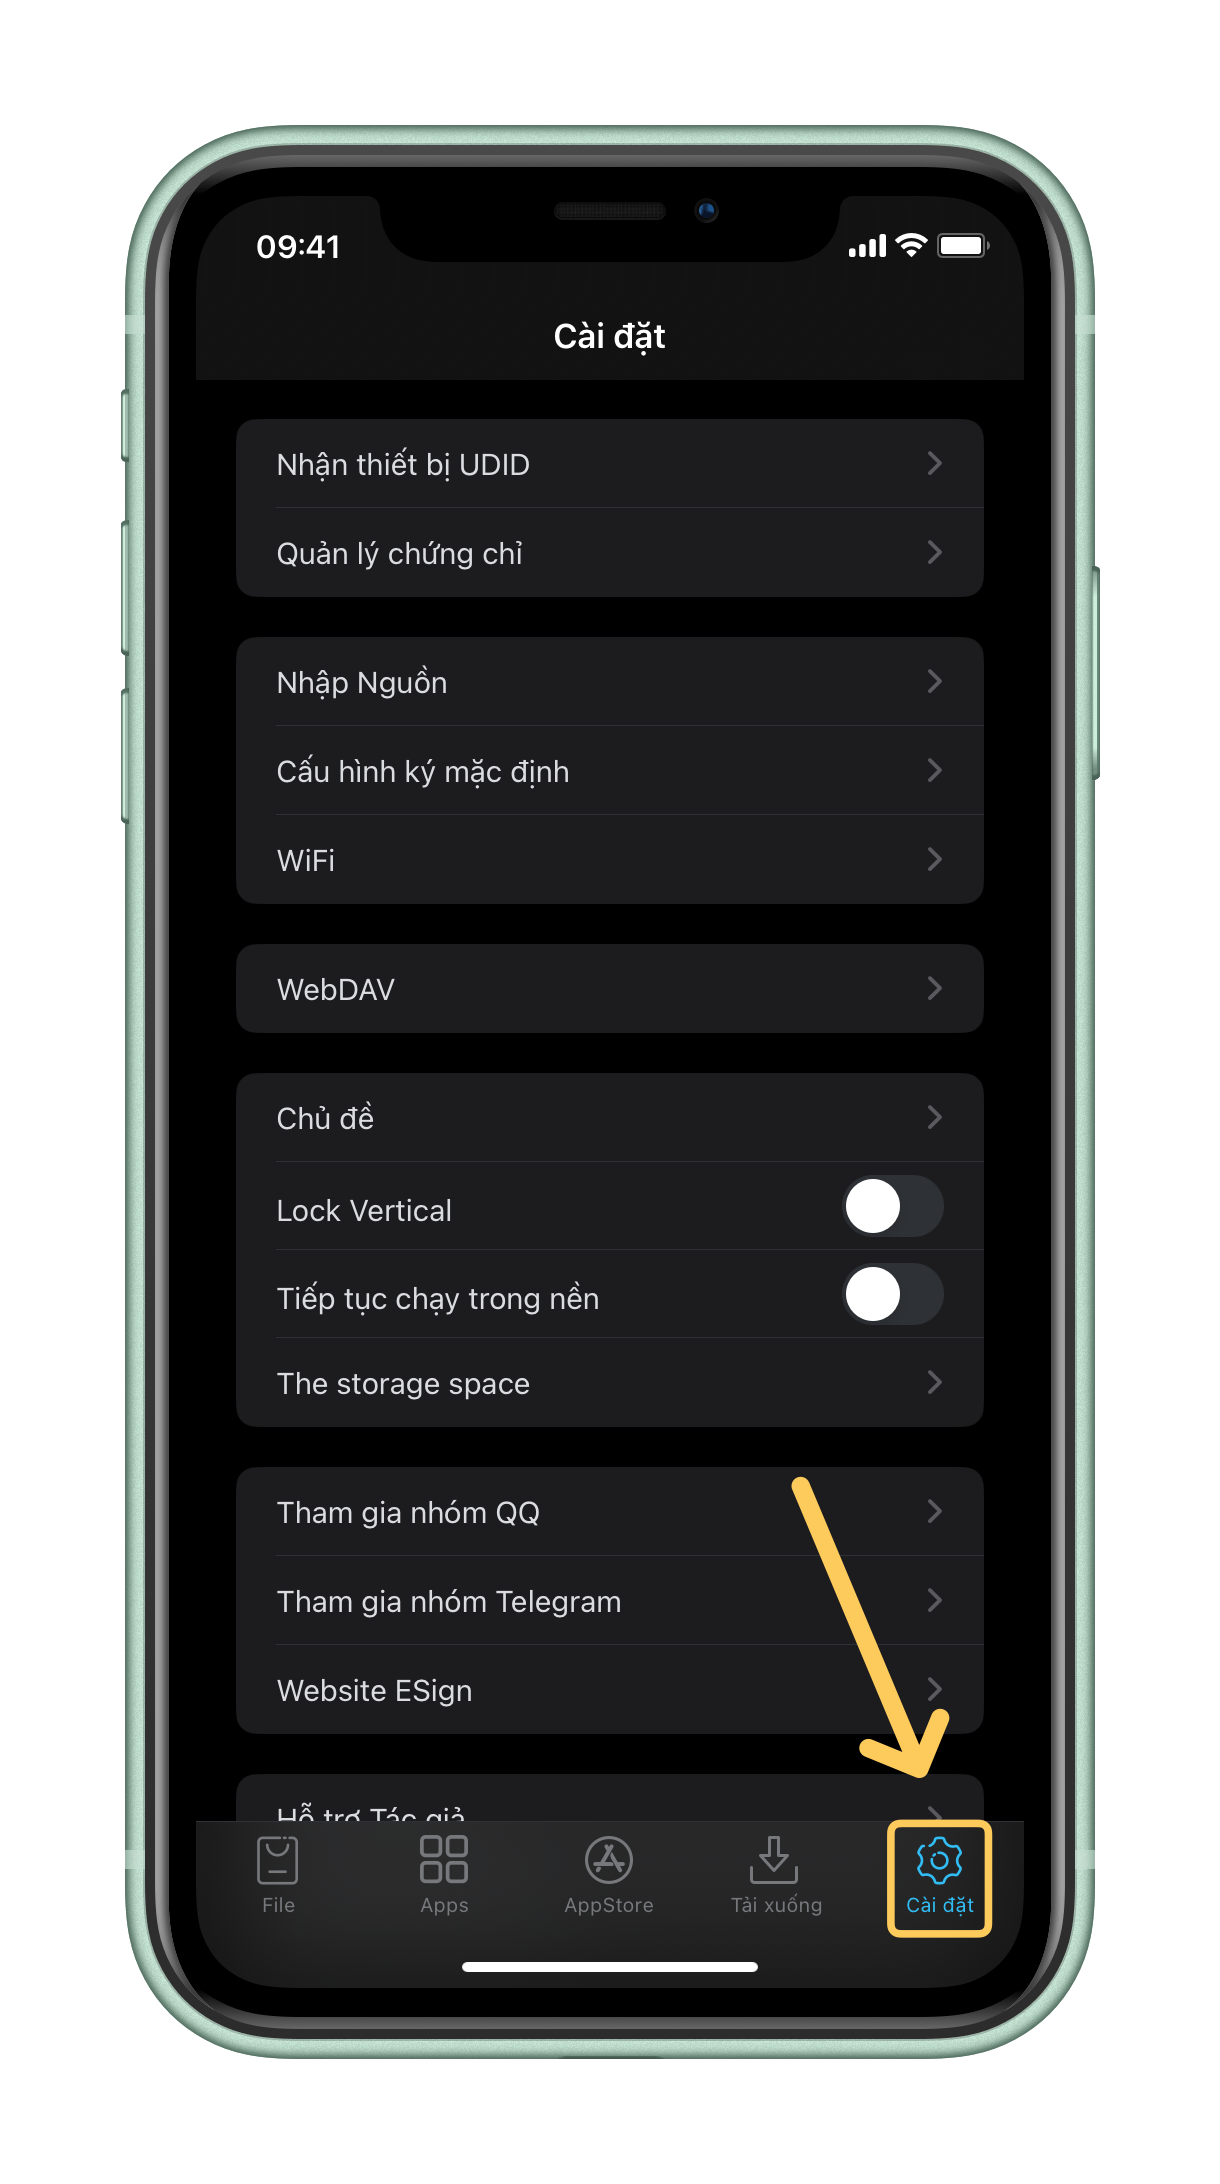 09:41
Cài đặt
Nhận thiết bị UDID
Quản lý chứng chỉ
Nhập Nguồn
Cấu hình ký mặc định
WiFi
WebDAV
Chủ đề
Lock Vertical
Tiếp tục chạy trong nền
The storage space
Tham gia nhóm QQ
Tham gia nhóm Telegram
Website ESign
Hỗ trợ Tác giả
File
Apps
AppStore
Tải xuống
Cài đặt